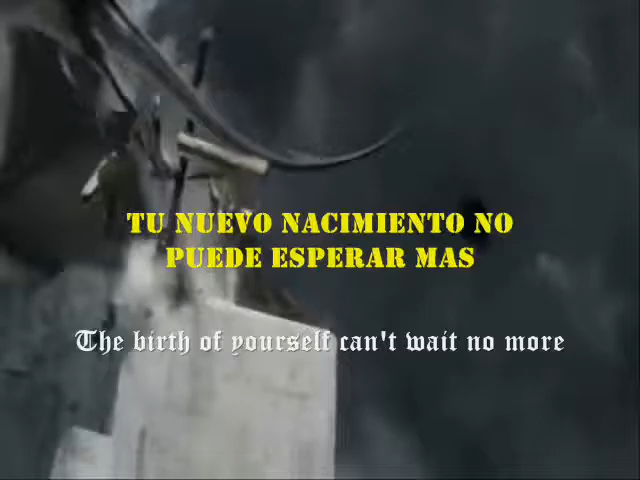 TU NUEVO NACIMIENTO NO
PUEDE ESPERAR MAS
The birth of yourself can't wait no more